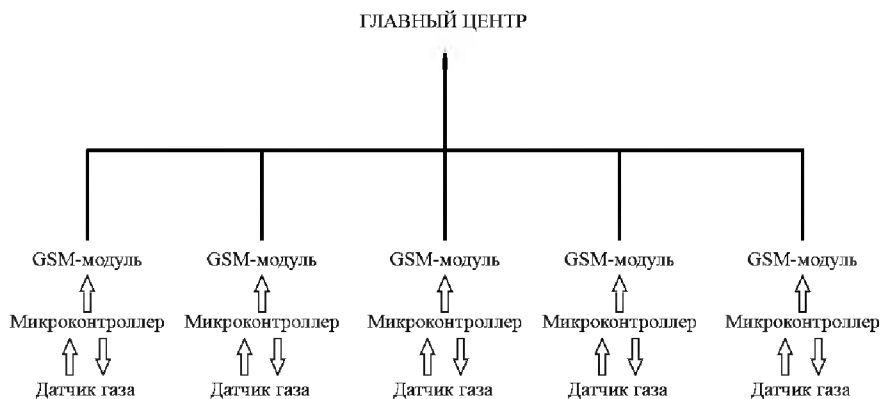 ГЛАВНЫЙ ЦЕНТР
GSM-модуль GSM-модуль GSM-модуль GSM-модуль GSM-модуль
Микроконтроллер Микроконтроллер Микроконтроллер Микроконтроллер Микроконтроллер
Датчик газа Датчик газа Датчик газа Датчик газа Датчик газа